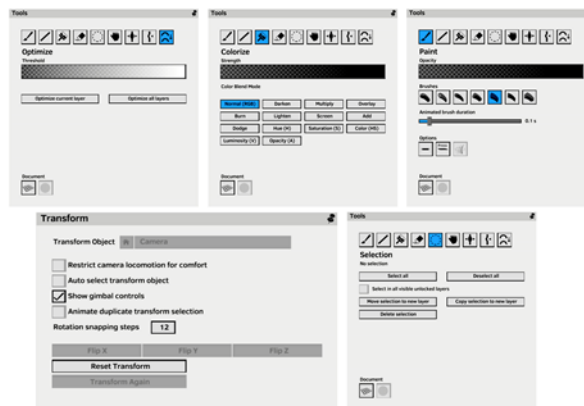 Tools
Optimize
Threshold
Optimize current layer
Optimize all layers
Document
Tools
Colorize
Strength
Color Blend Mode
Normal (RGB)
Darken
Multiply
Overlay
Burn
Lighten
Screen
Add
Dodge
Hue (H)
Saturation (S)
Color (HS)
Luminosity (V)
Opacity (A)
Document
Tools
Paint
Opacity
Brushes
Animated brush duration
0.1 s
Options
Document
Transform
Transform Object
Camera
Restrict camera locomotion for comfort
Auto select transform object
Show gimbal controls
Animate duplicate transform selection
Rotation snapping steps 12
Flip X
Flip Y
Flip Z
Reset Transform
Transform Again
Tools
Selection
No selection
Select all
Deselect all
Select in all visible unlocked layers
Move selection to new layer
Copy selection to new layer
Delete selection
Document